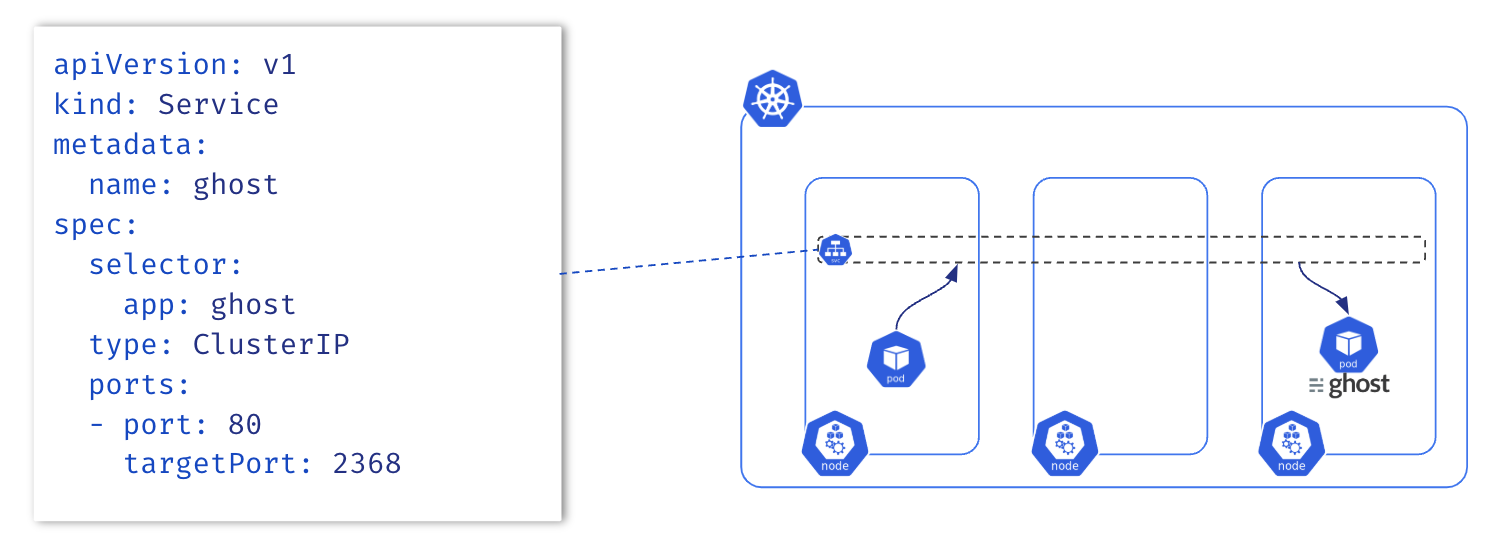 apiVersion: v1
kind: Service
metadata:
  name: ghost
spec:
  selector:
    app: ghost
  type: ClusterIP
  ports:
  - port: 80
    targetPort: 2368
svc
pod
pod
ghost
node
node
node